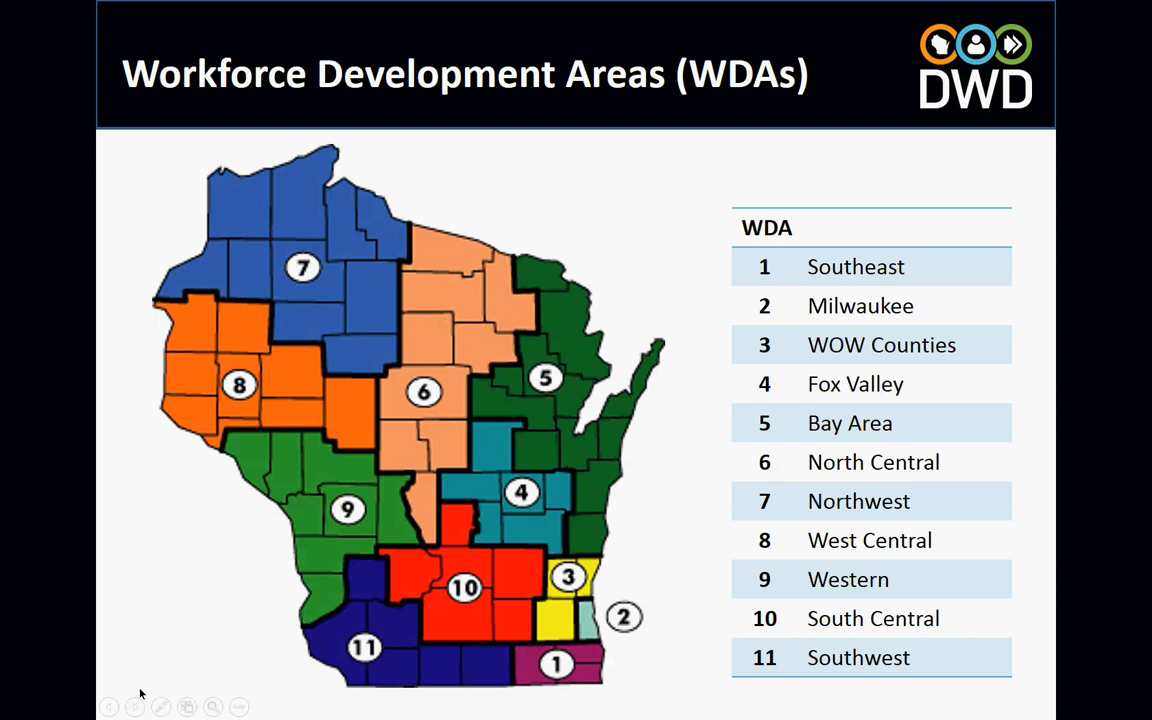 Workforce Development Areas (WDAs)
DWD
WDA
1 Southeast
2 Milwaukee
3 WOW Counties
4 Fox Valley
5 Bay Area
6 North Central
7 Northwest
8 West Central
9 Western
10 South Central
11 Southwest
7
8
6
5
9
4
10
3
2
11
1